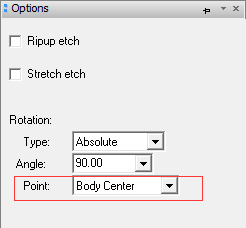 Options
Ripup etch
Stretch etch
Rotation:
Type: Absolute
Angle: 90.00
Point: Body Center